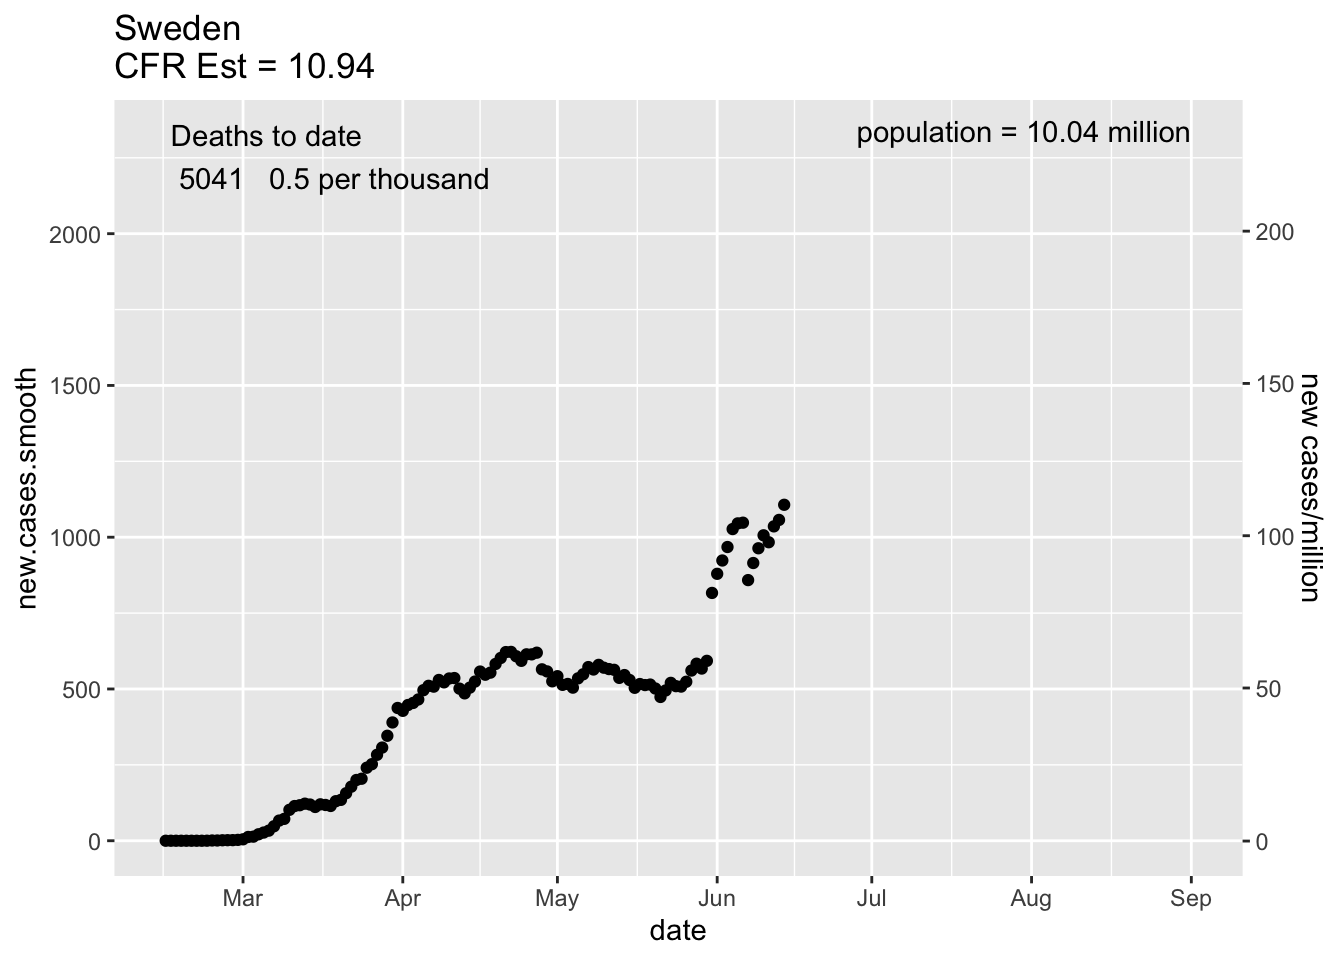 Sweden
CFR Est = 10.94
Deaths to date
population = 10.04 million
5041 0.5 per thousand
2000
1500
1000
500
0
new.cases.smooth
200
150
100
50
0
new cases/million
Mar Apr May Jun Jul Aug Sep
date